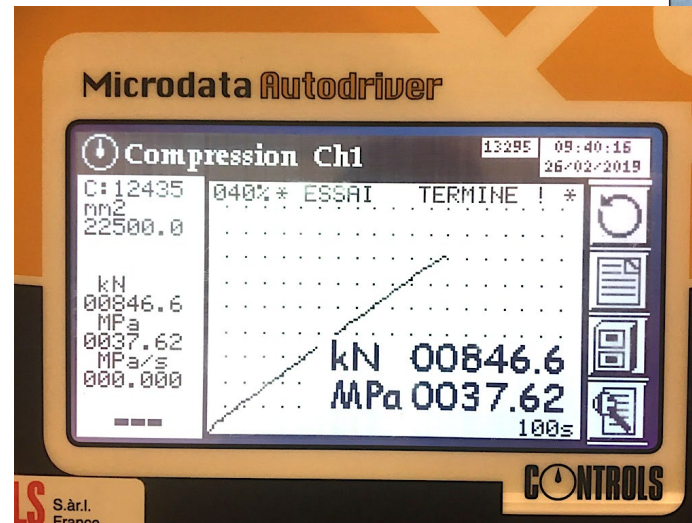 Microdata Autodriver
Compression Ch1
13295
09:40:16
26/02/2019
C:12435
mm2
22500.0
kN
00846.6
MPa
0037.62
MPa/s
000.000
---
040%* ESSAI TERMINE ! *
kN 00846.6
MPa 0037.62
100s
CONTROLS
LS
S.àr.l.
France